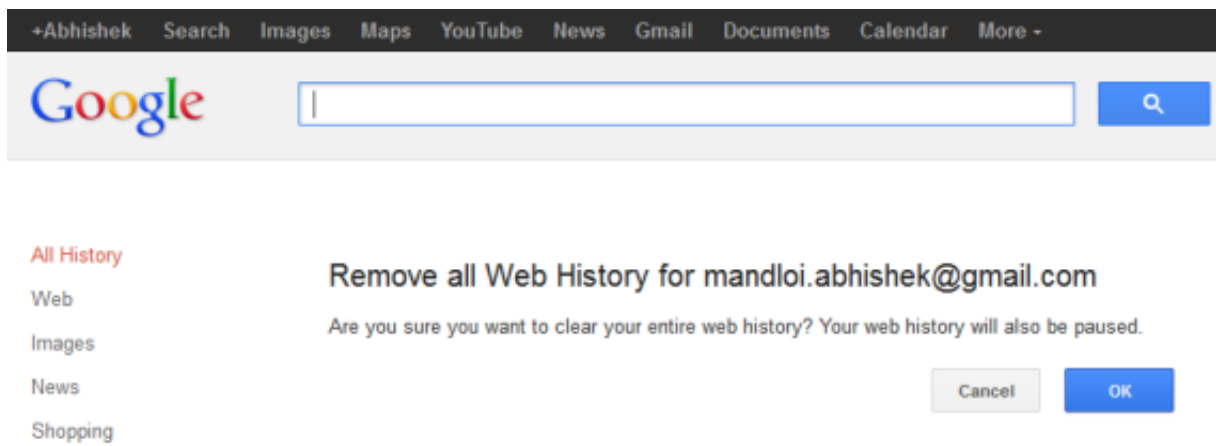 +Abhishek Search Images Maps YouTube News Gmail Documents Calendar More
Google
All History
Remove all Web History for mandloi.abhishek@gmail.com
Web
Are you sure you want to clear your entire web history? Your web history will also be paused.
Images
News
Cancel OK
Shopping